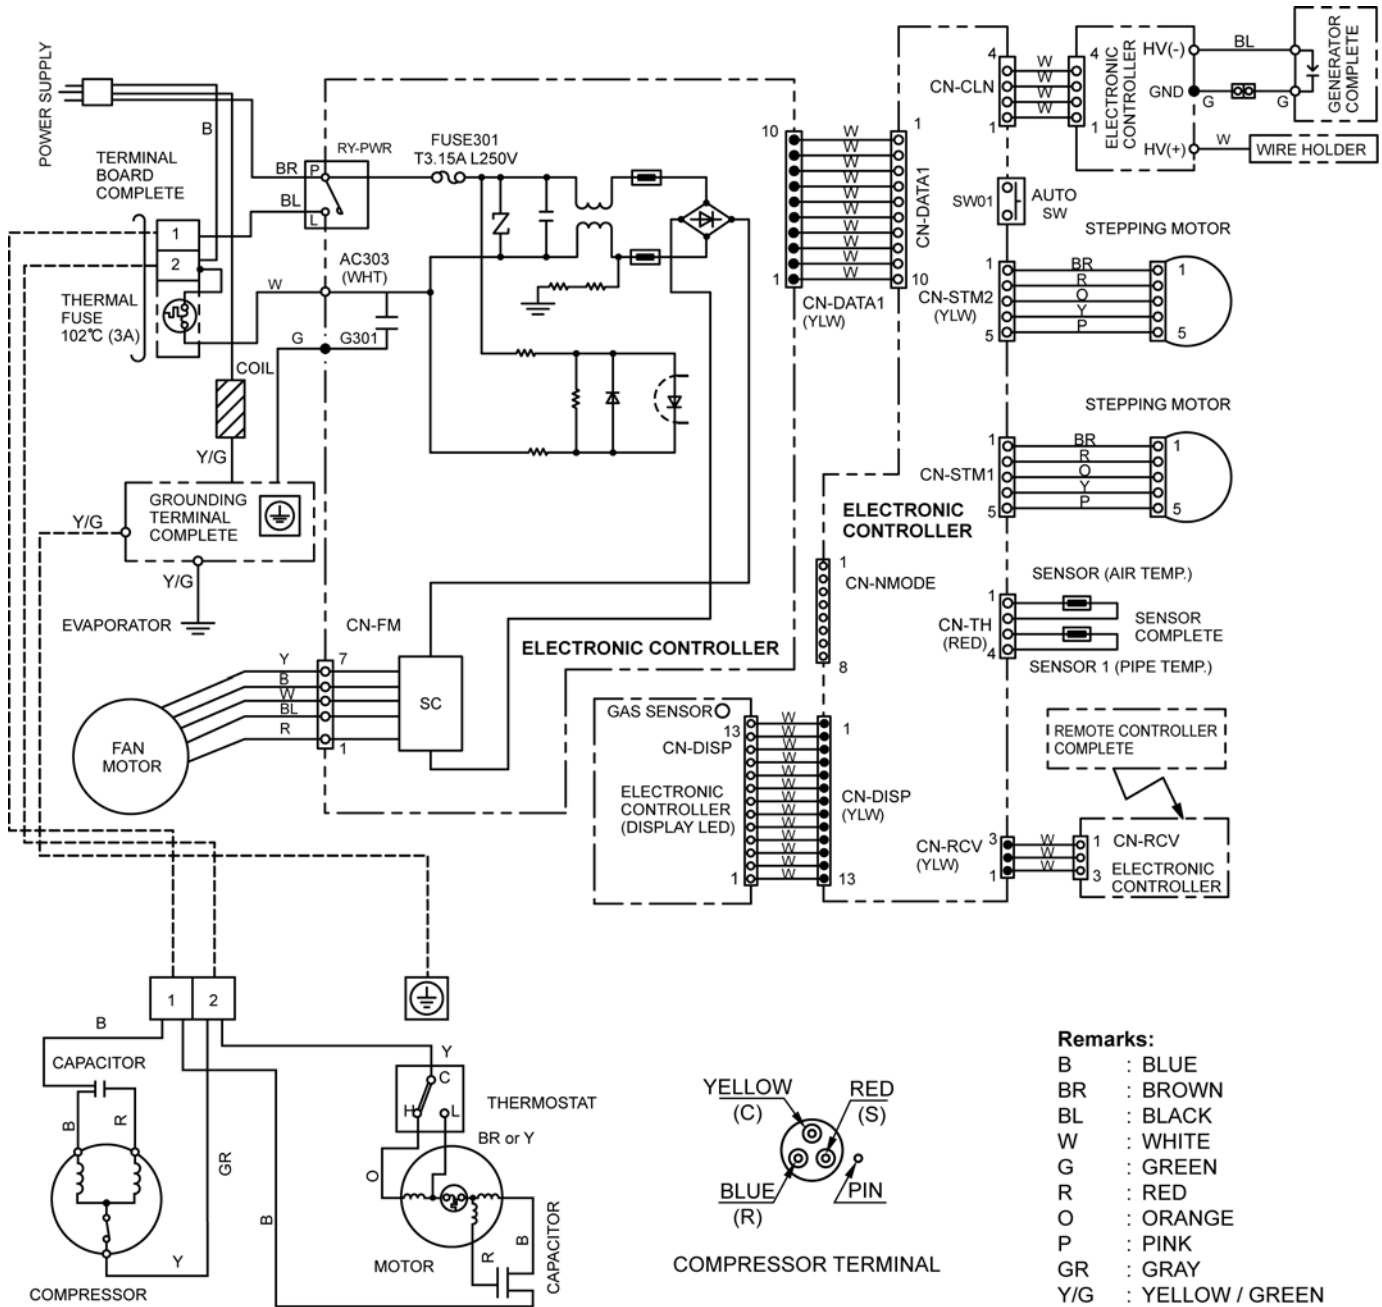 POWER SUPPLY
B
TERMINAL
BOARD
COMPLETE
1
2
THERMAL
FUSE
102℃ (3A)
BR
BL
W
G
COIL
Y/G
RY-PWR
P
L
FUSE301
T3.15A L250V
AC303
(WHT)
G301
GROUNDING
TERMINAL
COMPLETE
Y/G
Y/G
EVAPORATOR
CN-FM
7
1
Y
B
W
BL
R
FAN
MOTOR
SC
ELECTRONIC CONTROLLER
10
1
W
W
W
W
W
W
W
W
W
W
1
10
CN-DATA1
CN-DATA1
(YLW)
4
CN-CLN
1
W
W
W
W
4
1
ELECTRONIC
CONTROLLER
HV(-)
GND
HV(+)
BL
G
G
W
GENERATOR
COMPLETE
WIRE HOLDER
SW01
AUTO
SW
STEPPING MOTOR
1
CN-STM2
(YLW)
5
BR
R
O
Y
P
1
5
STEPPING MOTOR
1
CN-STM1
5
BR
R
O
Y
P
1
5
ELECTRONIC
CONTROLLER
1
CN-NMODE
8
SENSOR (AIR TEMP.)
1
CN-TH
(RED)
4
SENSOR
COMPLETE
SENSOR 1 (PIPE TEMP.)
GAS SENSOR
13
CN-DISP
ELECTRONIC
CONTROLLER
(DISPLAY LED)
1
W
W
W
W
W
W
W
W
W
W
W
W
W
1
CN-DISP
(YLW)
13
REMOTE CONTROLLER
COMPLETE
CN-RCV
(YLW)
3
1
W
W
W
1
3
CN-RCV
ELECTRONIC
CONTROLLER
1
2
B
CAPACITOR
B
R
GR
Y
COMPRESSOR
B
Y
C
H
L
THERMOSTAT
BR or Y
O
MOTOR
R
B
CAPACITOR
YELLOW
(C)
RED
(S)
BLUE
(R)
PIN
COMPRESSOR TERMINAL
Remarks:
B : BLUE
BR : BROWN
BL : BLACK
W : WHITE
G : GREEN
R : RED
O : ORANGE
P : PINK
GR : GRAY
Y/G : YELLOW / GREEN